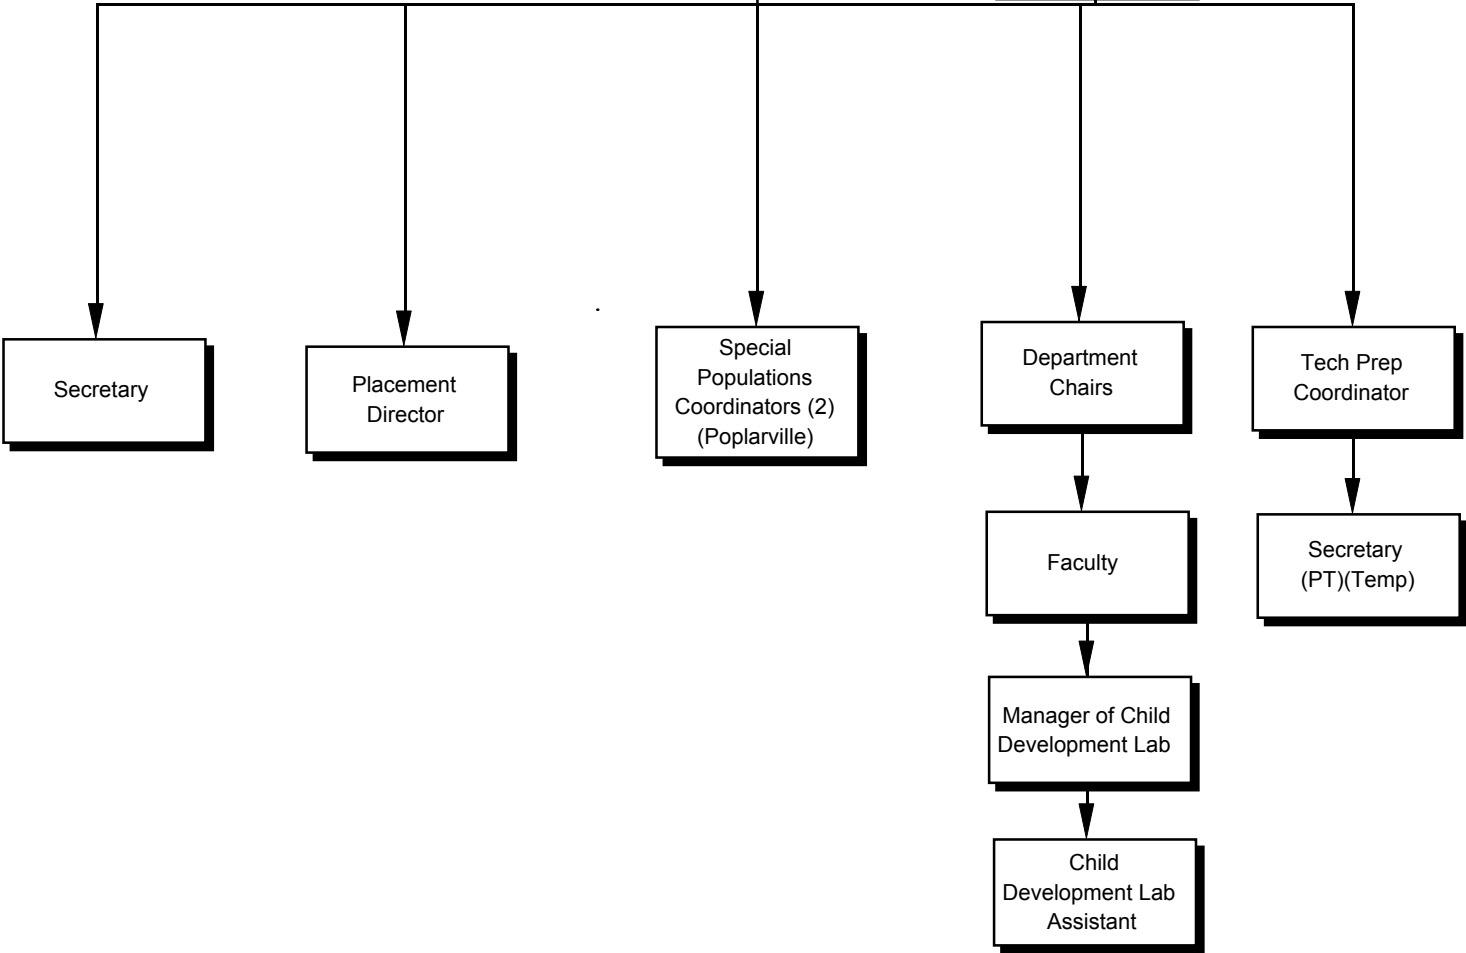 Secretary
Placement
Director
Special
Populations
Coordinators (2)
(Poplarville)
Department
Chairs
Tech Prep
Coordinator
Faculty
Secretary
(PT)(Temp)
Manager of Child
Development Lab
Child
Development Lab
Assistant